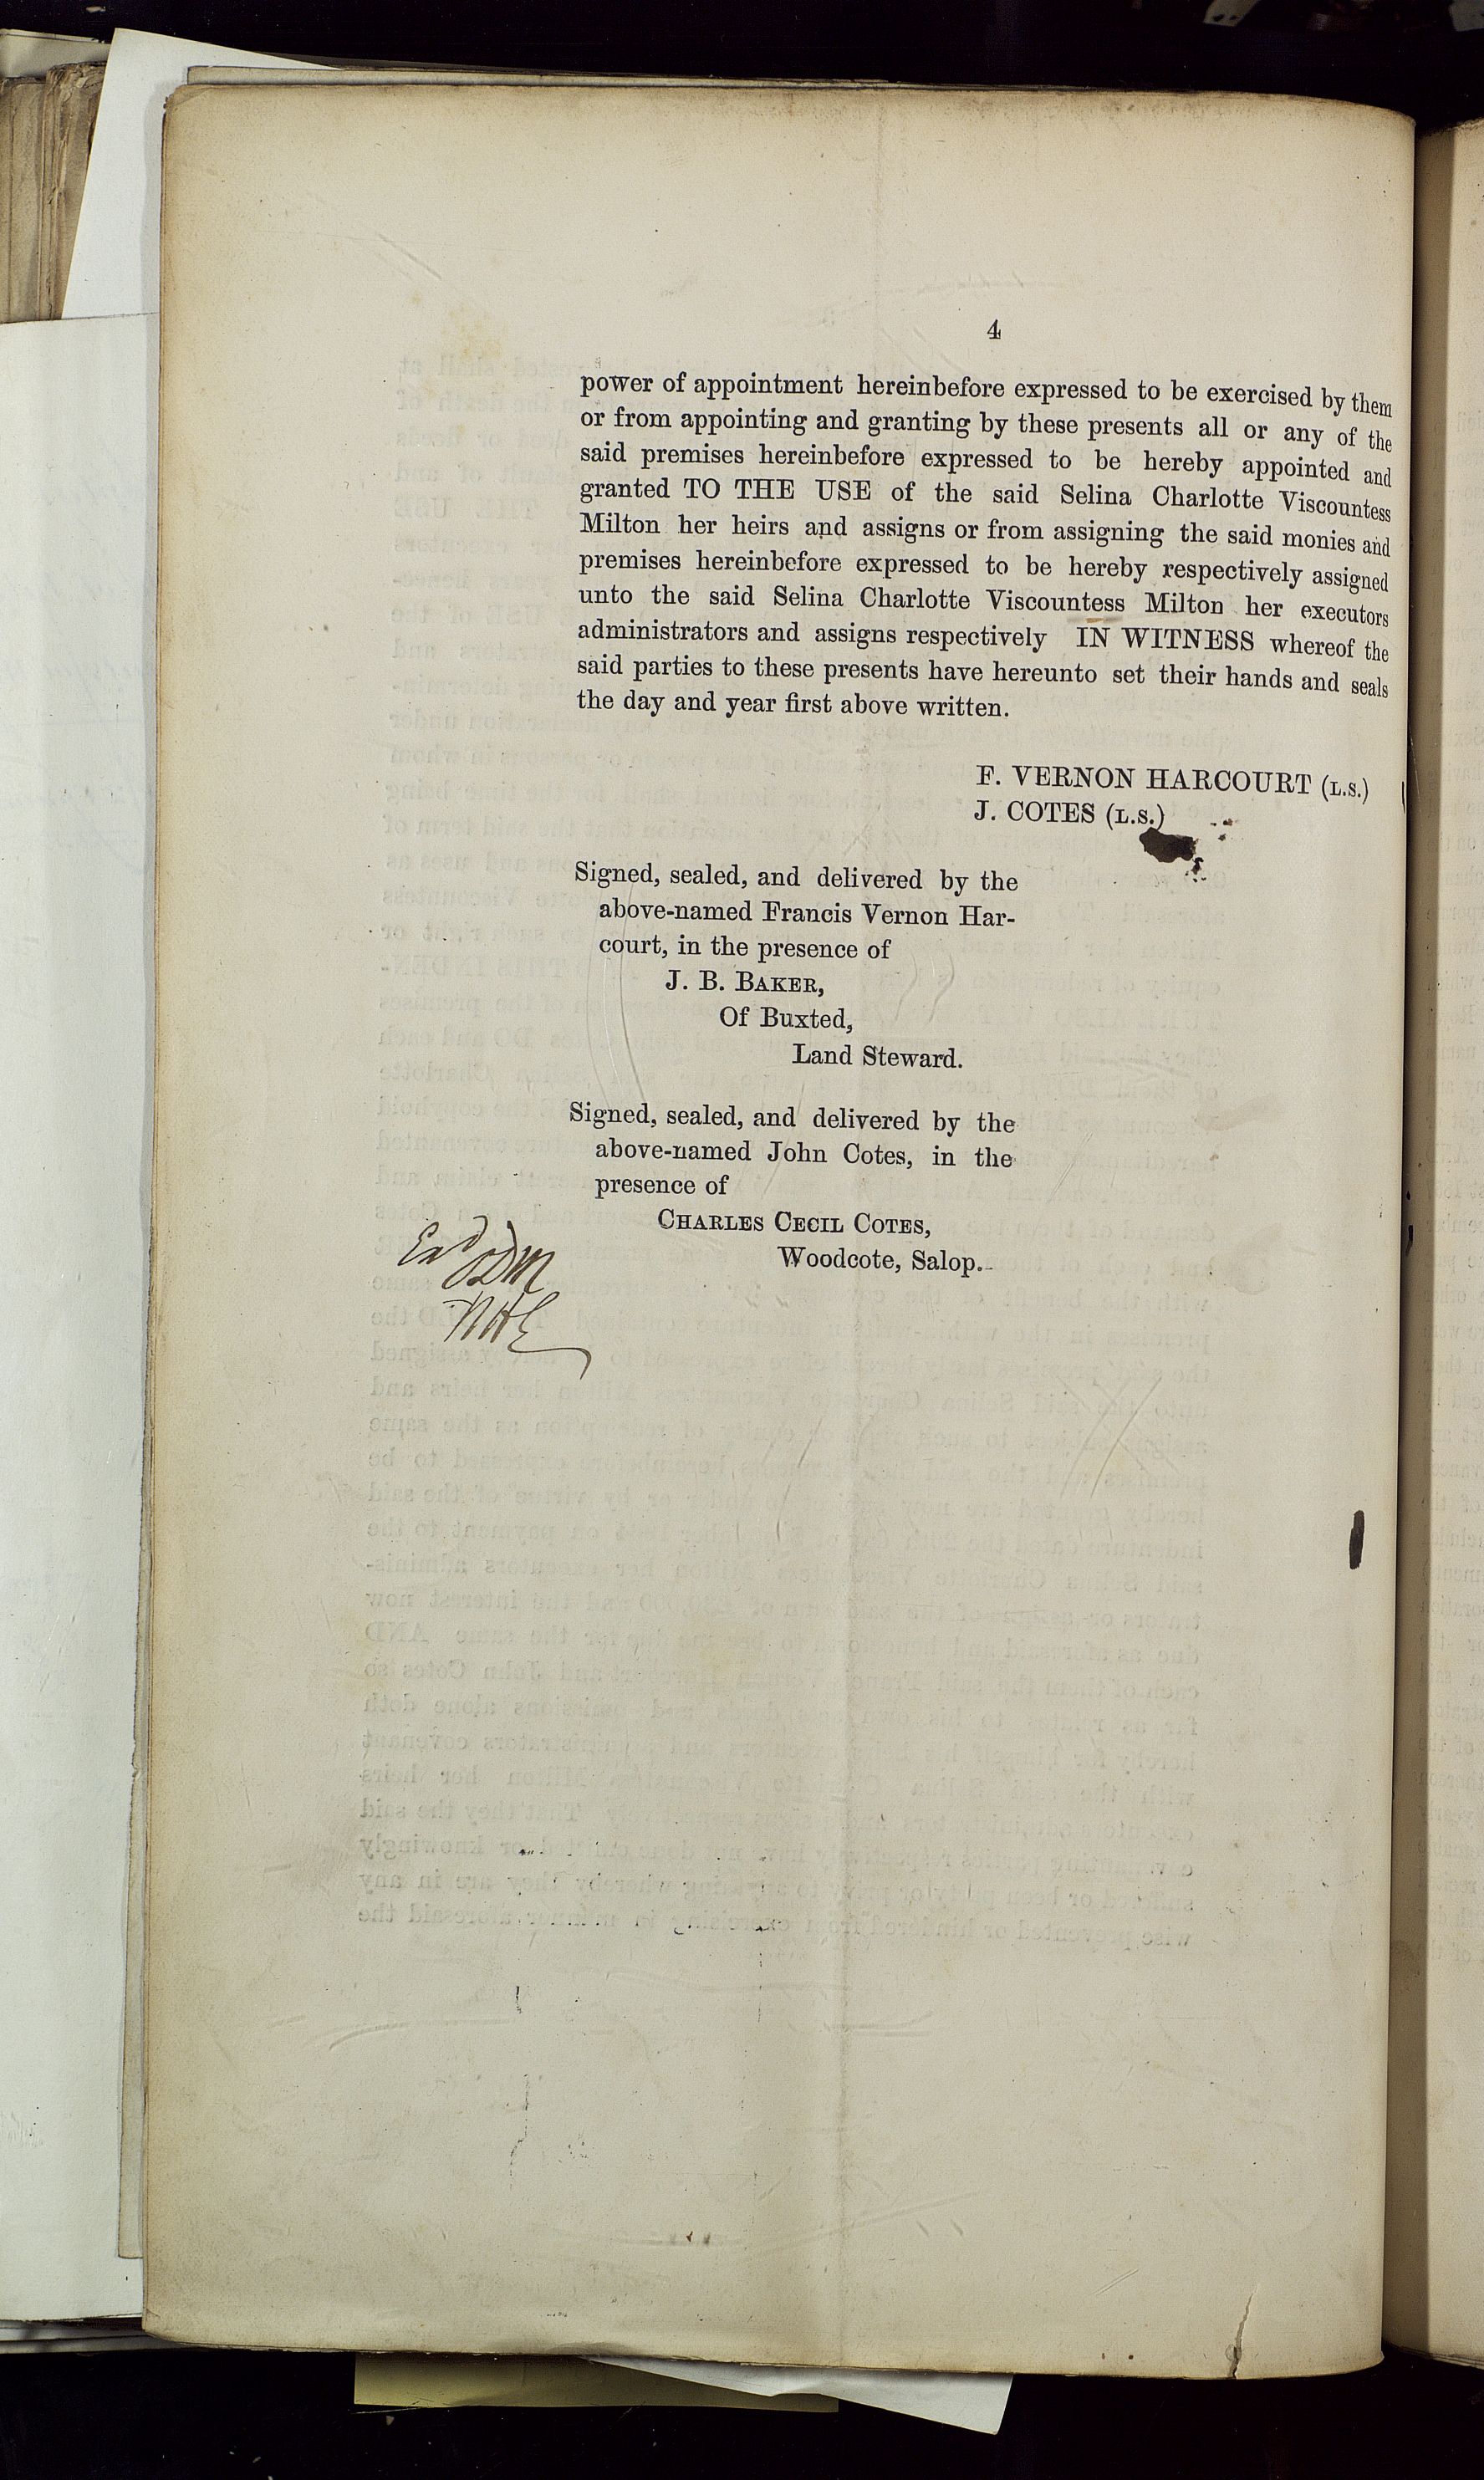 4
power of appointment hereinbefore expressed to be exercised by them
or from appointing and granting by these presents all or any of the
said premises hereinbefore expressed to be hereby appointed and
granted TO THE USE of the said Selina Charlotte Viscountess
Milton her heirs and assigns or from assigning the said monies and
premises hereinbefore expressed to be hereby respectively assigned
unto the said Selina Charlotte Viscountess Milton her executors
administrators and assigns respectively IN WITNESS whereof the
said parties to these presents have hereunto set their hands and seals
the day and year first above written.
F. VERNON HARCOURT (L.S.)
J. COTES (L.S.)
Signed, sealed, and delivered by the
above-named Francis Vernon Har-
court, in the presence of
J. B. BAKER,
Of Buxted,
Land Steward.
Signed, sealed, and delivered by the
above-named John Cotes, in the
presence of
CHARLES CECIL COTES,
Woodcote, Salop.